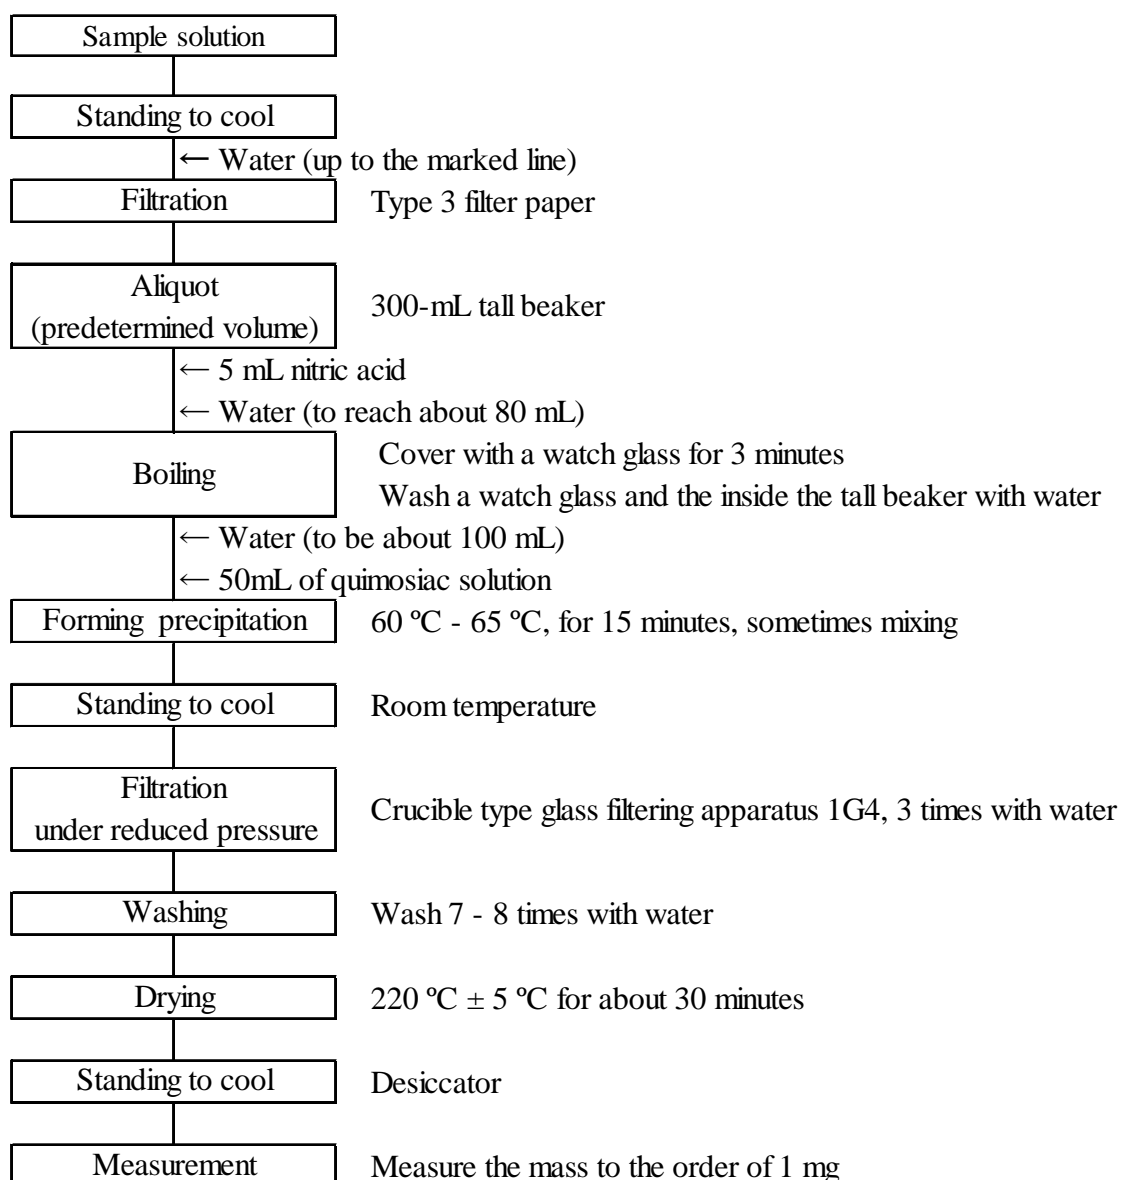 Sample solution
Standing to cool
← Water (up to the marked line)
Filtration
Type 3 filter paper
Aliquot
(predetermined volume)
300-mL tall beaker
← 5 mL nitric acid
← Water (to reach about 80 mL)
Boiling
Cover with a watch glass for 3 minutes
Wash a watch glass and the inside the tall beaker with water
← Water (to be about 100 mL)
← 50mL of quimosiac solution
Forming precipitation
60 ºC - 65 ºC, for 15 minutes, sometimes mixing
Standing to cool
Room temperature
Filtration
under reduced pressure
Crucible type glass filtering apparatus 1G4, 3 times with water
Washing
Wash 7 - 8 times with water
Drying
220 ºC ± 5 ºC for about 30 minutes
Standing to cool
Desiccator
Measurement
Measure the mass to the order of 1 mg